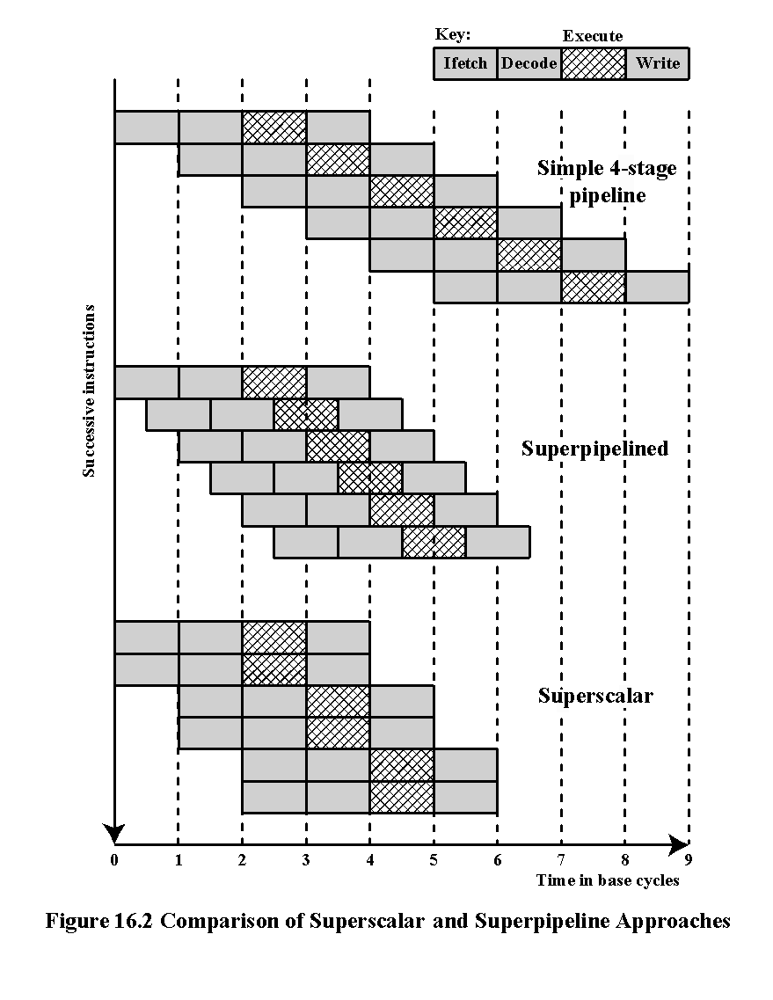 Key:
Execute
Ifetch Decode Write
Simple 4-stage
pipeline
Successive instructions
Superpipelined
Superscalar
0 1 2 3 4 5 6 7 8 9
Time in base cycles
Figure 16.2 Comparison of Superscalar and Superpipeline Approaches